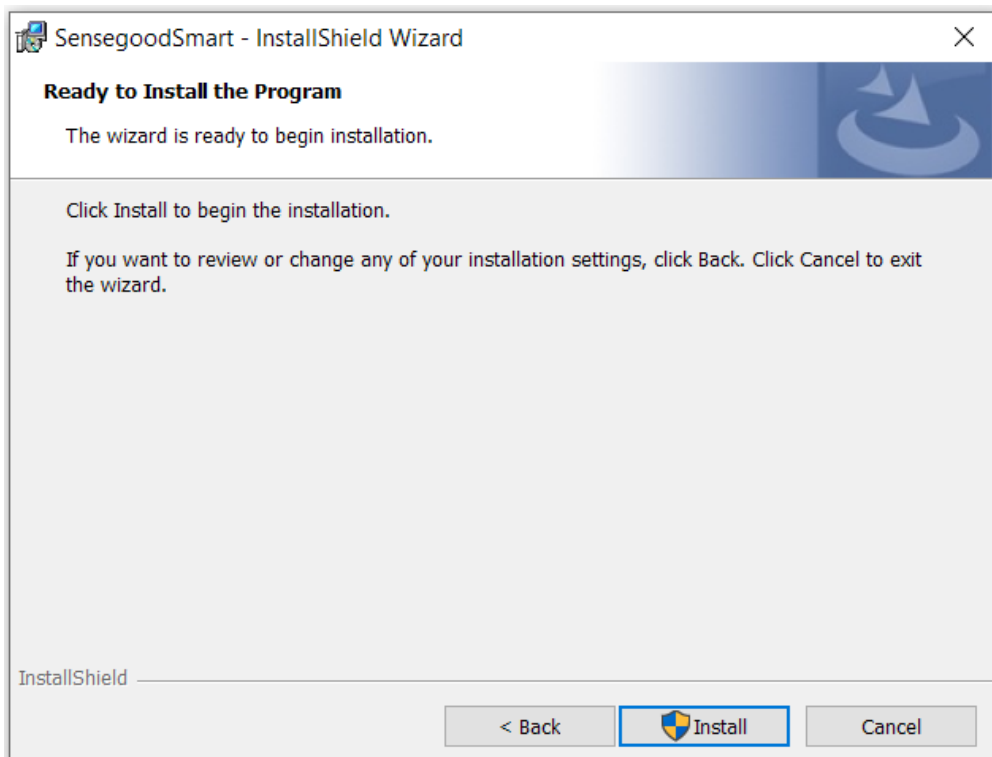 SensegoodSmart - InstallShield Wizard
Ready to Install the Program
The wizard is ready to begin installation.
Click Install to begin the installation.
If you want to review or change any of your installation settings, click Back. Click Cancel to exit
the wizard.
InstallShield
< Back
Install
Cancel